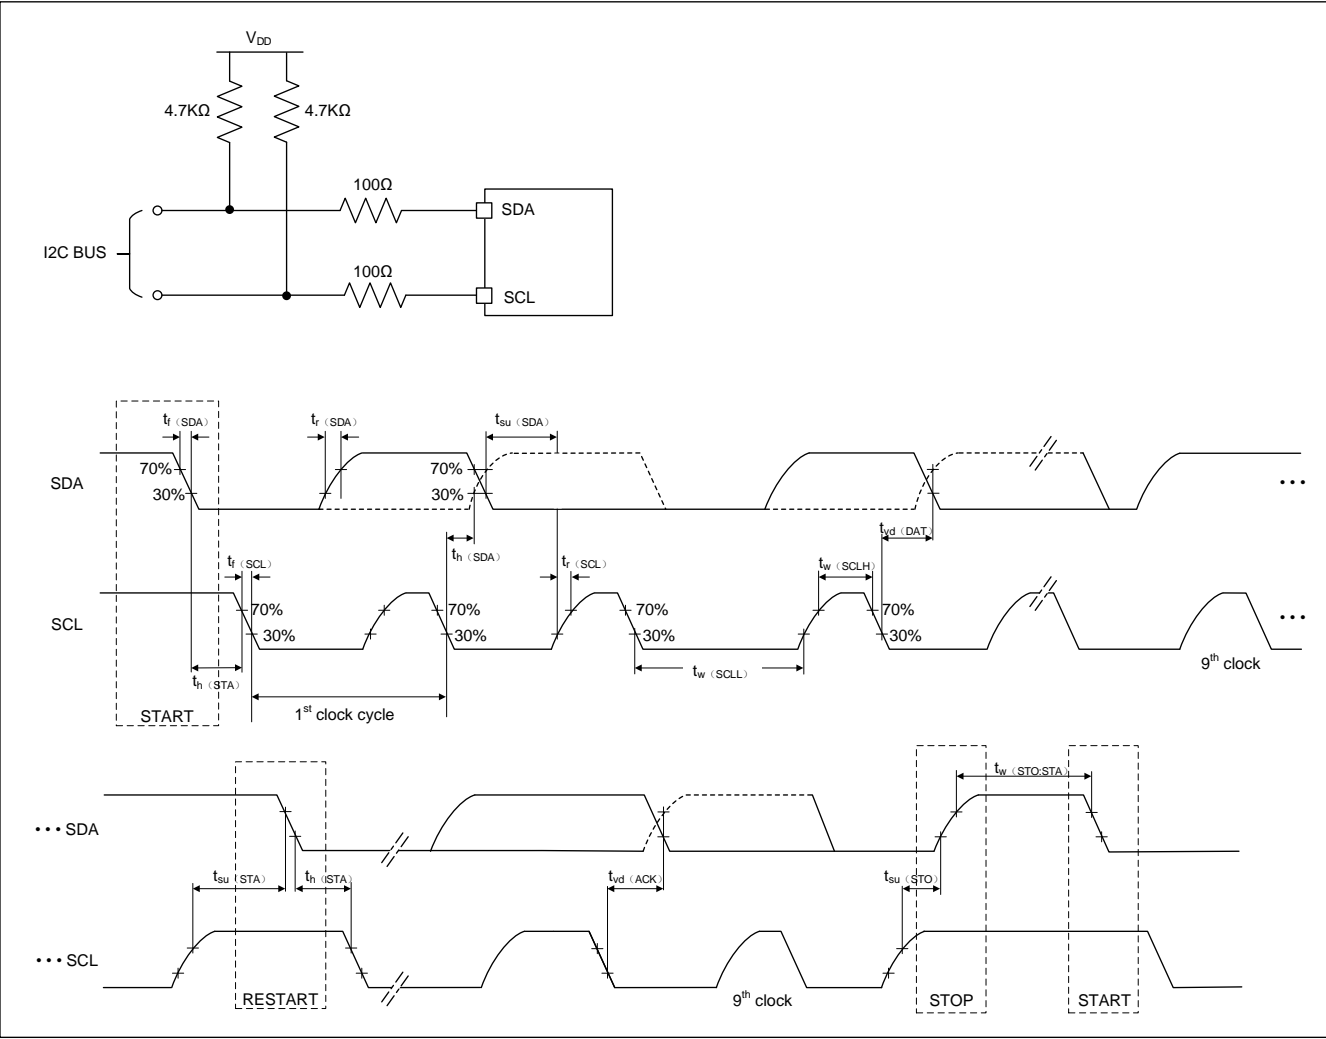 VDD
4.7KΩ 4.7KΩ
100Ω
SDA
I2C BUS
100Ω
SCL
tf（SDA） tr（SDA） tsu（SDA）
70% 70%
SDA
30% 30%
•••
tvd（DAT）
th（SDA）
tf（SCL） tr（SCL） tw（SCLH）
70% 70% 70% 70%
SCL
30% 30% 30% 30%
•••
9th clock
th（STA） tw（SCLL）
START 1st clock cycle
tw（STO:STA）
•••SDA
tsu（STA） th（STA） tvd（ACK） tsu（STO）
•••SCL
RESTART 9th clock STOP START